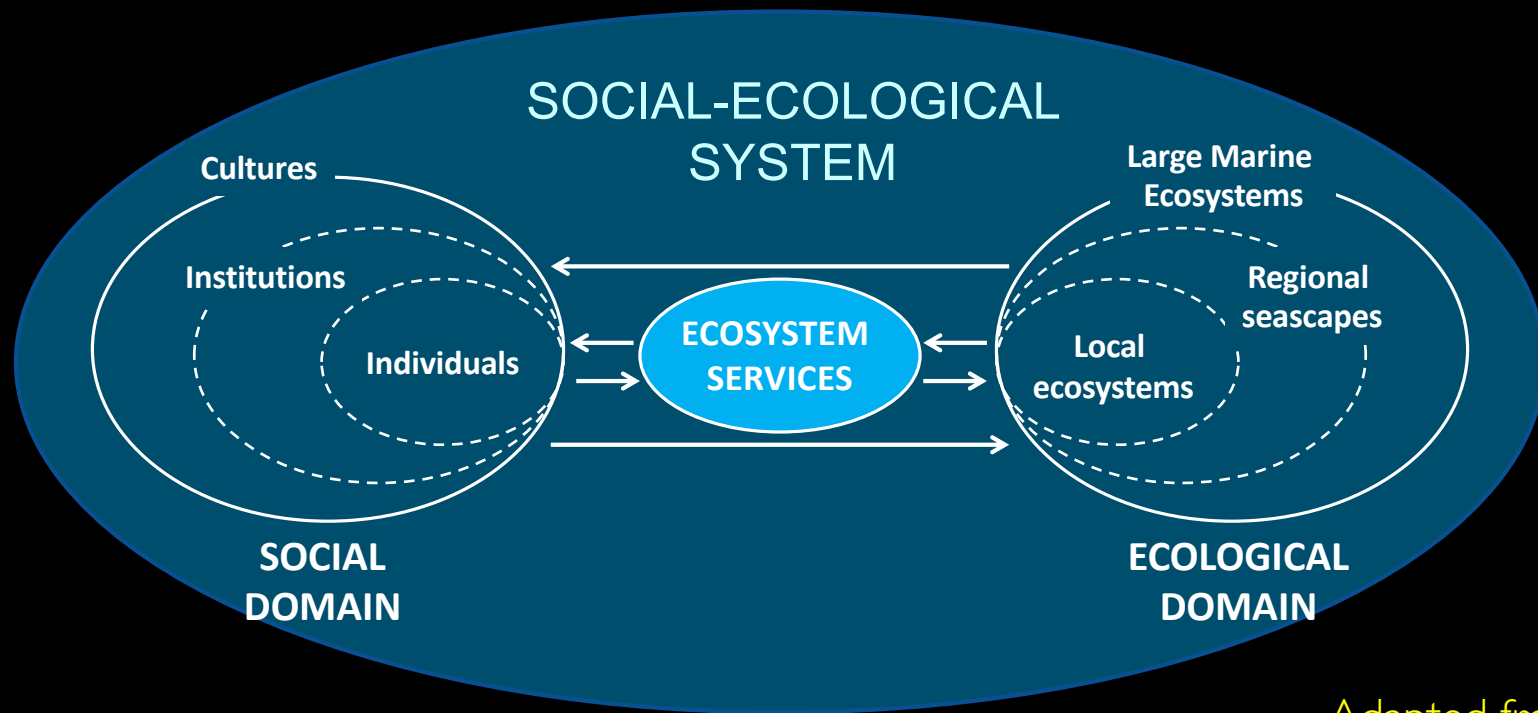 SOCIAL-ECOLOGICAL
SYSTEM
Cultures
Institutions
Individuals
SOCIAL
DOMAIN
ECOSYSTEM
SERVICES
Large Marine
Ecosystems
Regional
seascapes
Local
ecosystems
ECOLOGICAL
DOMAIN
Adapted